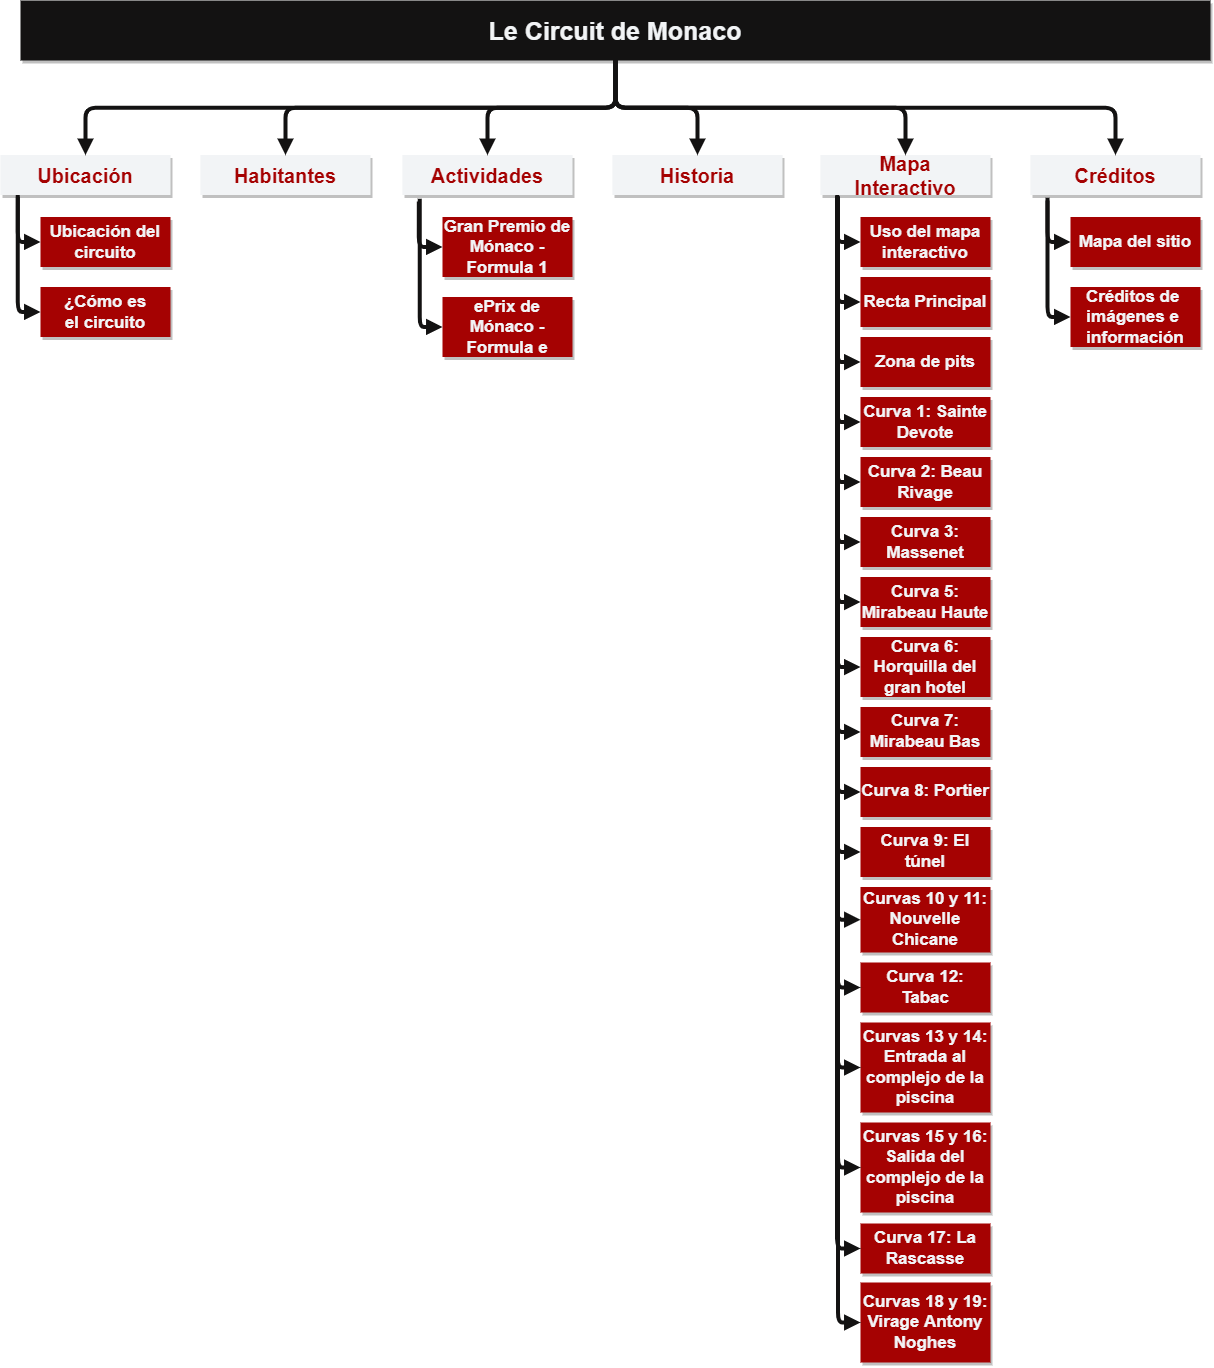 Le Circuit de Monaco
Ubicación
Habitantes
Actividades
Historia
Mapa
Interactivo
Créditos
Ubicación del
circuito
¿Cómo es
el circuito
Gran Premio de
Mónaco -
Formula 1
ePrix de
Mónaco -
Formula e
Uso del mapa
interactivo
Recta Principal
Zona de pits
Curva 1: Sainte
Devote
Curva 2: Beau
Rivage
Curva 3:
Massenet
Curva 5:
Mirabeau Haute
Curva 6:
Horquilla del
gran hotel
Curva 7:
Mirabeau Bas
Curva 8: Portier
Curva 9: El
túnel
Curvas 10 y 11:
Nouvelle
Chicane
Curva 12:
Tabac
Curvas 13 y 14:
Entrada al
complejo de la
piscina
Curvas 15 y 16:
Salida del
complejo de la
piscina
Curva 17: La
Rascasse
Curvas 18 y 19:
Virage Antony
Noghes
Mapa del sitio
Créditos de
imágenes e
información